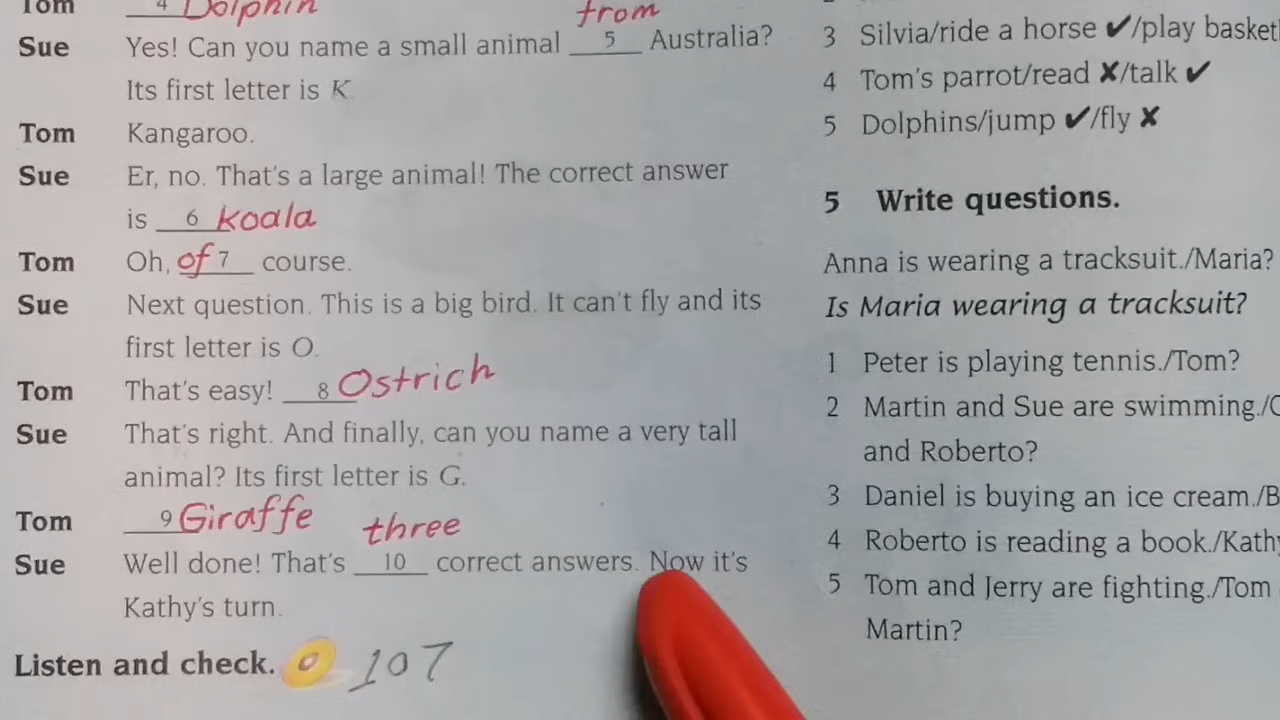 Tom 4 Dolphin
from
Sue Yes! Can you name a small animal 5 Australia?
Its first letter is K.
Tom Kangaroo.
Sue Er, no. That's a large animal! The correct answer
is 6 koala
Tom Oh, of 7 course.
Sue Next question. This is a big bird. It can't fly and its
first letter is O.
Tom That's easy! 8 Ostrich
Sue That's right. And finally, can you name a very tall
animal? Its first letter is G.
Tom 9 Giraffe
three
Sue Well done! That's 10 correct answers. Now it's
Kathy's turn.
Listen and check. 107
3 Silvia/ride a horse ✔/play basket
4 Tom's parrot/read ✘/talk ✔
5 Dolphins/jump ✔/fly ✘
5 Write questions.
Anna is wearing a tracksuit./Maria?
Is Maria wearing a tracksuit?
1 Peter is playing tennis./Tom?
2 Martin and Sue are swimming./
and Roberto?
3 Daniel is buying an ice cream./B
4 Roberto is reading a book./Kathy
5 Tom and Jerry are fighting./Tom
Martin?